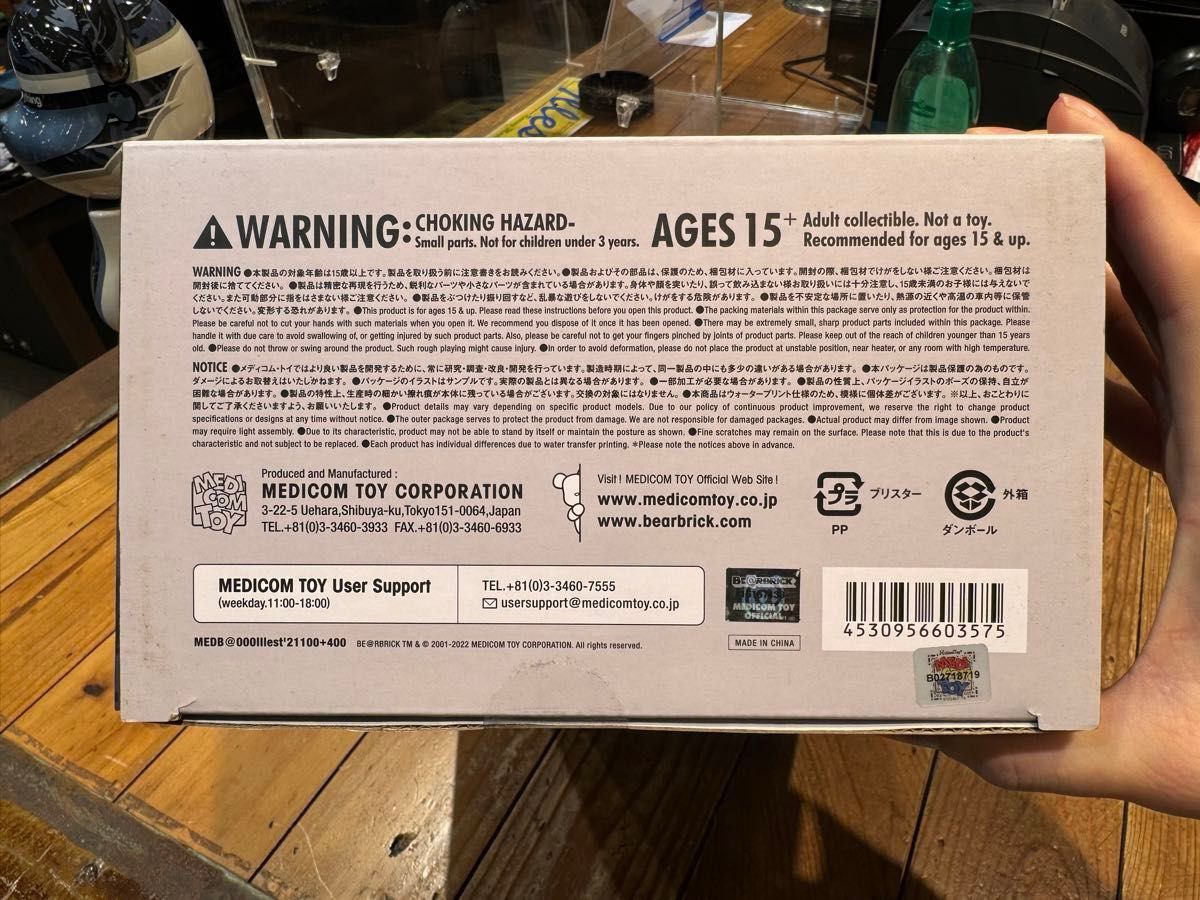 WARNING: CHOKING HAZARD-
Small parts. Not for children under 3 years.
AGES 15+ Adult collectible. Not a toy.
Recommended for ages 15 & up.
WARNING ●本製品の対象年齢は15歳以上です。製品を取り扱う前に注意書きをお読みください。●製品およびその部品は、保護のため、梱包材に入っています。開封の際、梱包材でけがをしない様ご注意ください。梱包材は
開封後に捨ててください。●製品は精密な再現を行うため、鋭利なパーツや小さなパーツが含まれている場合があります。身体や顔を突いたり、誤って飲み込まない様お取り扱いには十分注意し、15歳未満のお子様には与えないで
ください。また可動部分に指をはさまない様ご注意ください。●製品をぶつけたり振り回すなど、乱暴な遊びをしないでください。けがをする危険があります。●製品を不安定な場所に置いたり、熱源の近くや高温の車内等に保管
しないでください。変形する恐れがあります。●This product is for ages 15 & up. Please read these instructions before you open this product. ●The packing materials within this package serve only as protection for the product within.
Please be careful not to cut your hands with such materials when you open it. We recommend you dispose of it once it has been opened. ●There may be extremely small, sharp product parts included within this package. Please
handle it with due care to avoid swallowing of, or getting injured by such product parts. Also, please be careful not to get your fingers pinched by joints of product parts. Please keep out of the reach of children younger than 15 years
old. ●Please do not throw or swing around the product. Such rough playing might cause injury. ●In order to avoid deformation, please do not place the product at unstable position, near heater, or any room with high temperature.
NOTICE ●メディコム・トイではより良い製品を開発するために、常に研究・調査・改良・開発を行っています。製造時期によって、同一製品の中にも多少の違いがある場合があります。●本パッケージは製品保護の為のものです。
ダメージによるお取替えはいたしかねます。●パッケージのイラストはサンプルです。実際の製品とは異なる場合があります。●一部加工が必要な場合があります。●製品の性質上、パッケージイラストのポーズの保持、自立が
困難な場合があります。●製品の特性上、生産時の細かい擦れ痕が本体に残っている場合がございます。交換の対象にはなりません。●本商品はウォータープリント仕様のため、模様に個体差がございます。※以上、おことわりに
関してご了承くださいますよう、お願いいたします。●Product details may vary depending on specific product models. Due to our policy of continuous product improvement, we reserve the right to change product
specifications or designs at any time without notice. ●The outer package serves to protect the product from damage. We are not responsible for damaged packages. ●Actual product may differ from image shown. ●Product
may require light assembly. ●Due to its characteristic, product may not be able to stand by itself or maintain the posture as shown. ●Fine scratches may remain on the surface. Please note that this is due to the product's
characteristic and not subject to be replaced. ●Each product has individual differences due to water transfer printing. *Please note the notices above in advance.
MEDI
COM
TOY
Produced and Manufactured :
MEDICOM TOY CORPORATION
3-22-5 Uehara,Shibuya-ku,Tokyo151-0064,Japan
TEL.+81(0)3-3460-3933 FAX.+81(0)3-3460-6933
Visit ! MEDICOM TOY Official Web Site !
www.medicomtoy.co.jp
www.bearbrick.com
プラ
ブリスター
PP
外箱
ダンボール
MEDICOM TOY User Support
(weekday.11:00-18:00)
TEL.+81(0)3-3460-7555
usersupport@medicomtoy.co.jp
BE@RBRICK
MEDICOM TOY
OFFICIAL
MADE IN CHINA
4530956603575
MEDB@000Illest'21100+400
BE@RBRICK TM & © 2001-2022 MEDICOM TOY CORPORATION. All rights reserved.
B02718719